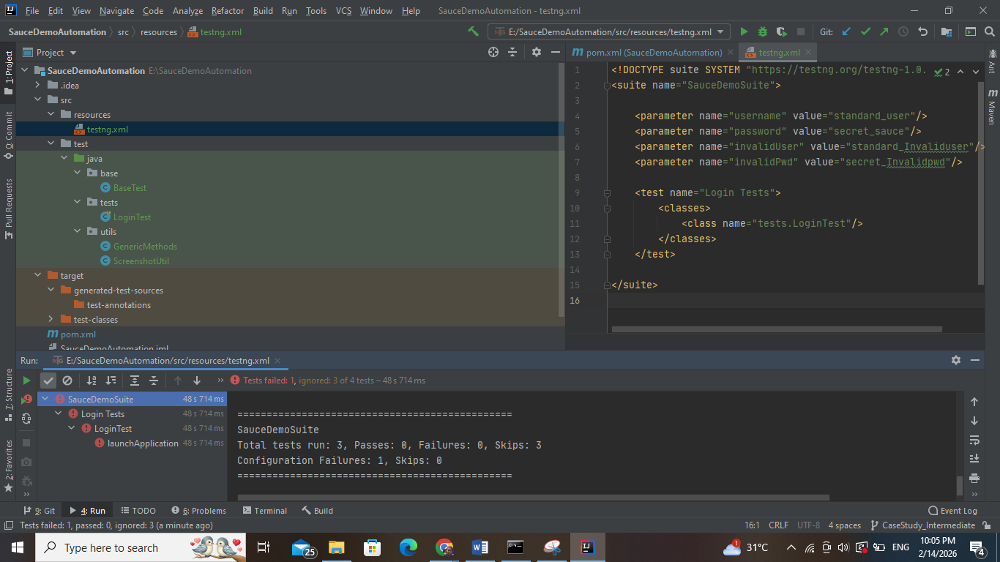 File Edit View Navigate Code Analyze Refactor Build Run Tools VCS Window Help SauceDemoAutomation - testng.xml
SauceDemoAutomation src resources testng.xml E:/SauceDemoAutomation/src/resources/testng.xml Git:
Project
pom.xml (SauceDemoAutomation) testng.xml
1: Project
0: Commit
Pull Requests
7: Structure
2: Favorites
Ant
Maven
SauceDemoAutomation E:\SauceDemoAutomation
.idea
src
resources
testng.xml
test
java
base
BaseTest
tests
LoginTest
utils
GenericMethods
ScreenshotUtil
target
generated-test-sources
test-annotations
test-classes
pom.xml
SauceDemoAutomation.iml
1 <!DOCTYPE suite SYSTEM "https://testng.org/testng-1.0. 2
2 <suite name="SauceDemoSuite">
3
4 <parameter name="username" value="standard_user"/>
5 <parameter name="password" value="secret_sauce"/>
6 <parameter name="invalidUser" value="standard_Invaliduser"/>
7 <parameter name="invalidPwd" value="secret_Invalidpwd"/>
8
9 <test name="Login Tests">
10 <classes>
11 <class name="tests.LoginTest"/>
12 </classes>
13 </test>
14
15 </suite>
16
Run: E:/SauceDemoAutomation/src/resources/testng.xml
Tests failed: 1, ignored: 3 of 4 tests – 48 s 714 ms
SauceDemoSuite 48 s 714 ms
Login Tests 48 s 714 ms
LoginTest 48 s 714 ms
launchApplication 48 s 714 ms
===============================================
SauceDemoSuite
Total tests run: 3, Passes: 0, Failures: 0, Skips: 3
Configuration Failures: 1, Skips: 0
===============================================
9: Git 4: Run TODO 6: Problems Terminal Build Event Log
Tests failed: 1, passed: 0, ignored: 3 (a minute ago) 16:1 CRLF UTF-8 4 spaces CaseStudy_Intermediate
Type here to search 25 1 31°C ENG 10:05 PM
2/14/2026 4